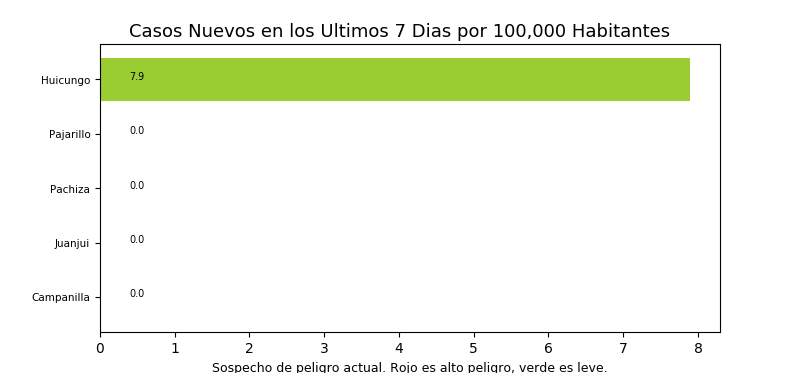 Casos Nuevos en los Ultimos 7 Dias por 100,000 Habitantes
Huicungo 7.9
Pajarillo 0.0
Pachiza 0.0
Juanjui 0.0
Campanilla 0.0
0 1 2 3 4 5 6 7 8
Sospecho de peligro actual. Rojo es alto peligro, verde es leve.